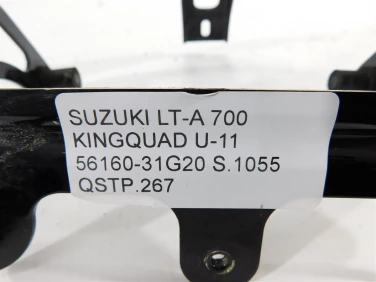 SUZUKI LT-A 700
KINGQUAD U-11
56160-31G20 S.1055
QSTP.267